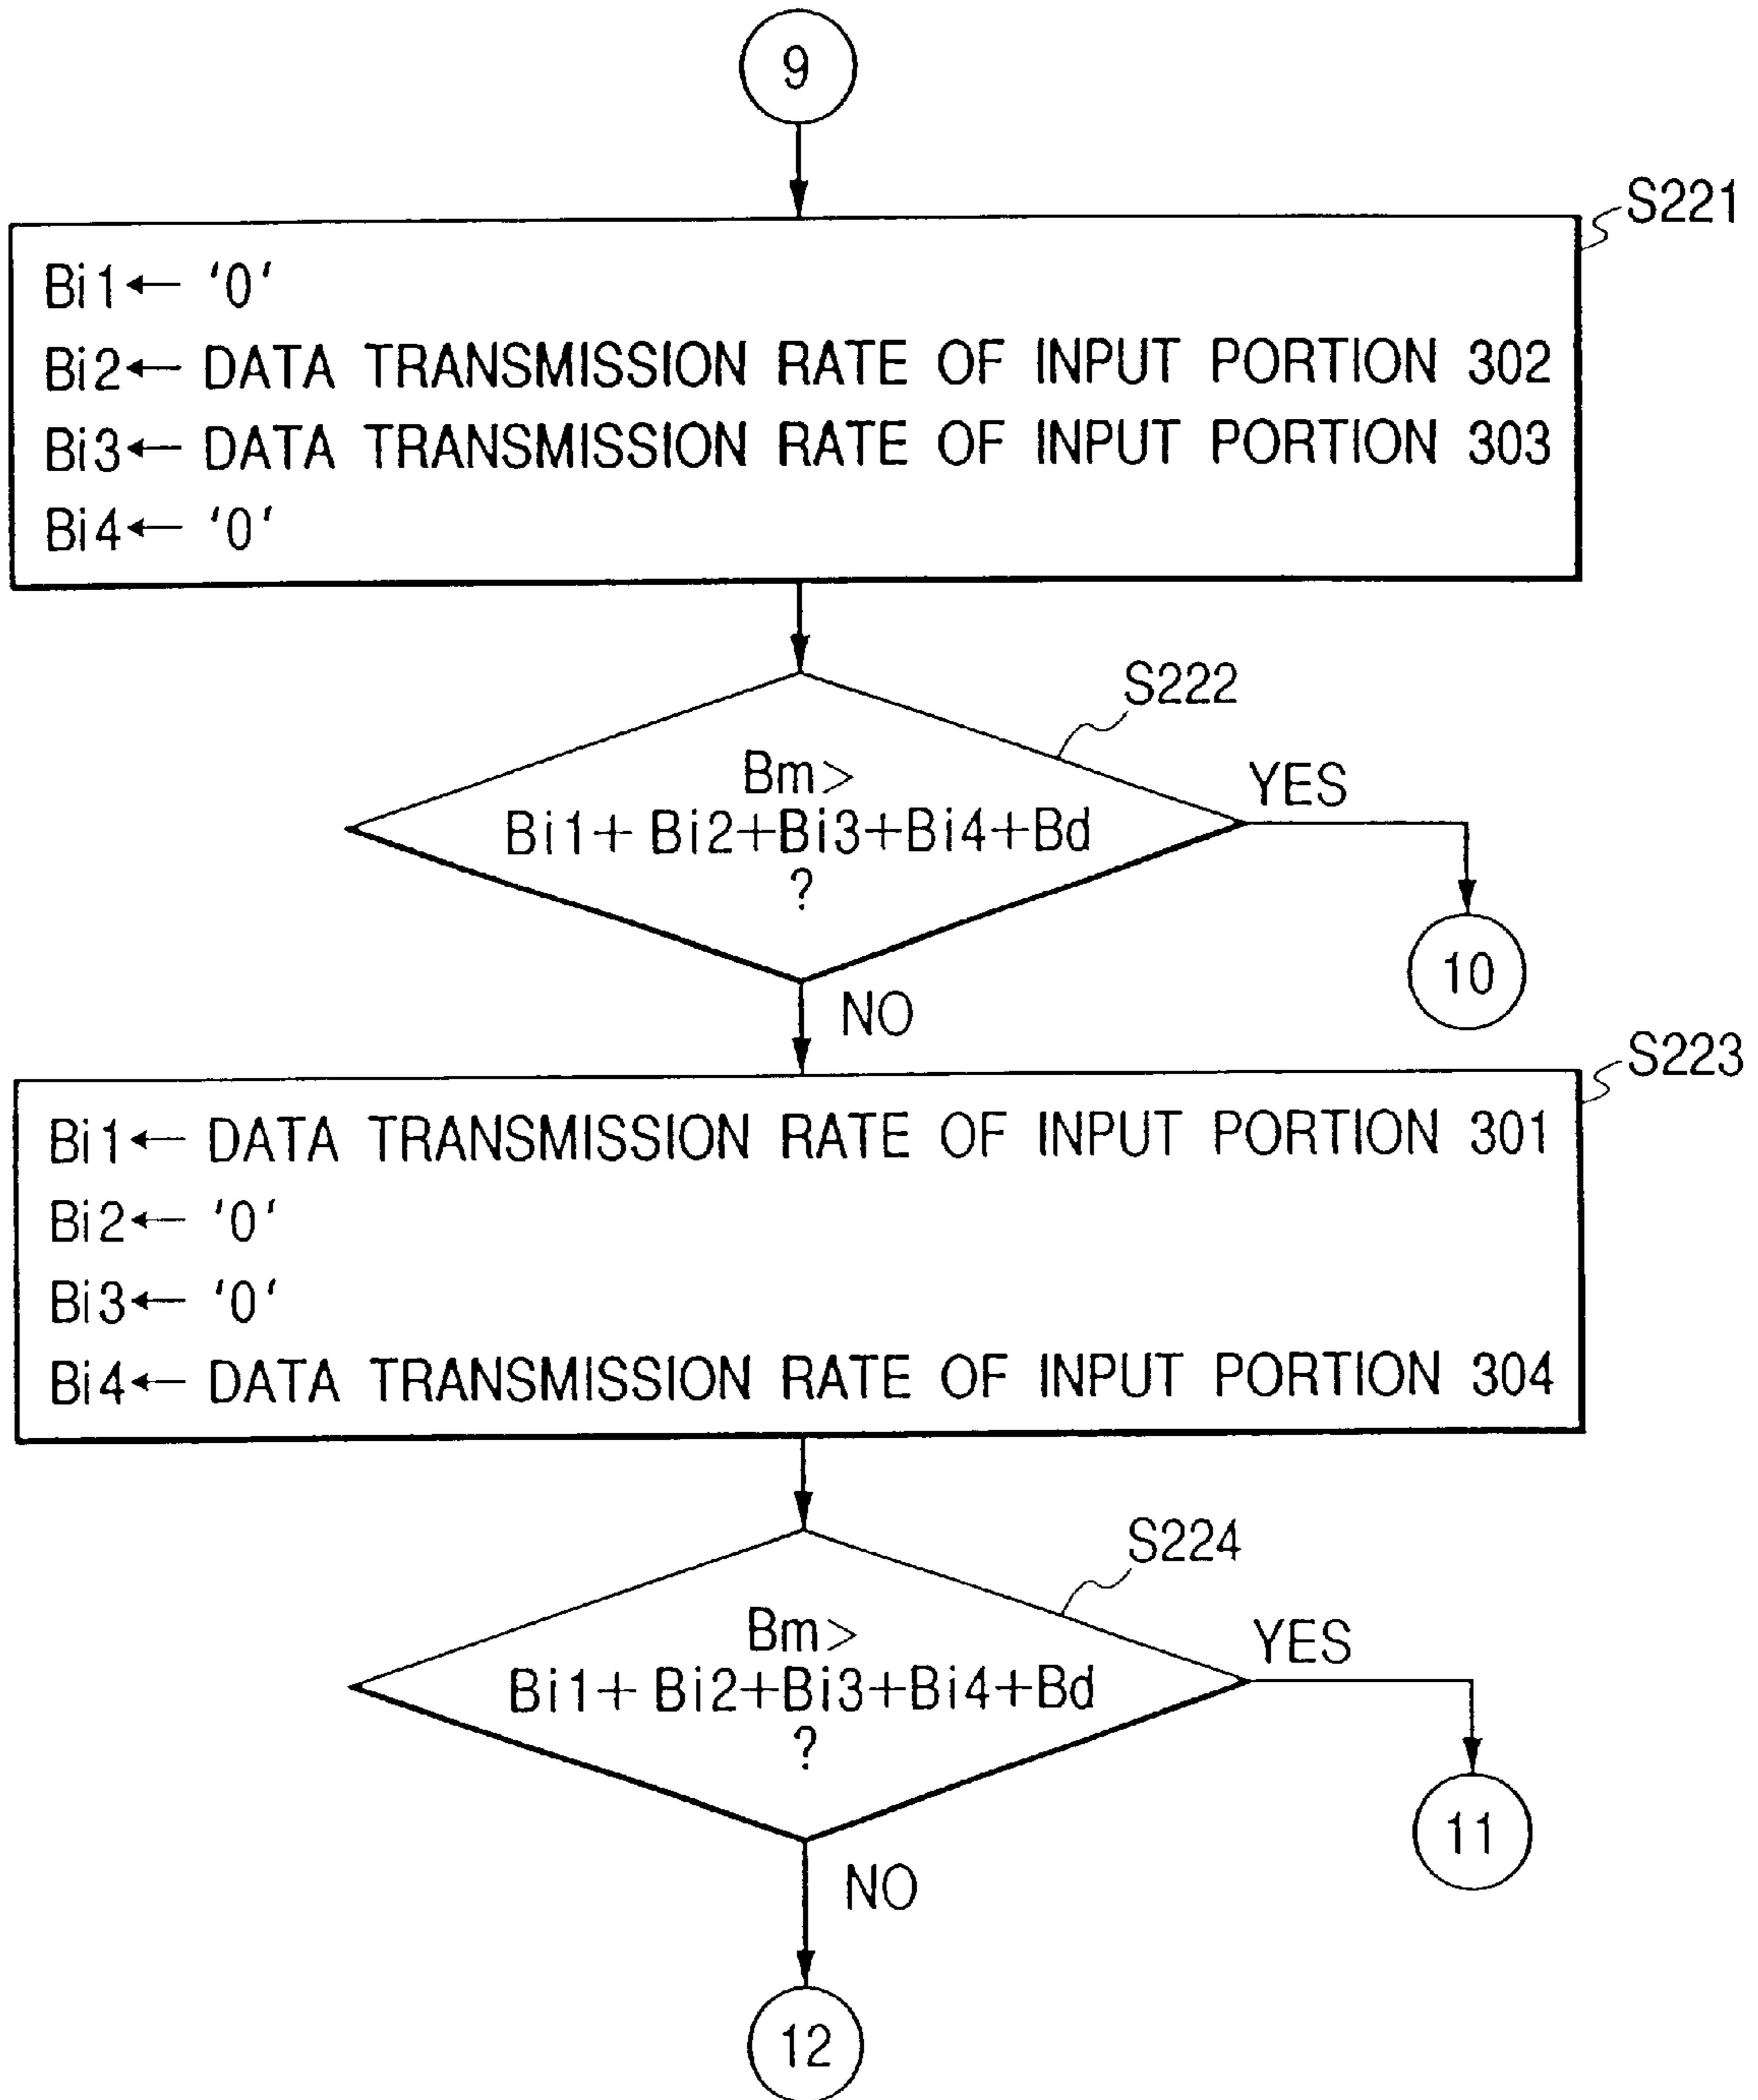 9
S221
Bi1← ‘0‘
Bi2← DATA TRANSMISSION RATE OF INPUT PORTION 302
Bi3← DATA TRANSMISSION RATE OF INPUT PORTION 303
Bi4← ‘0‘
S222
Bm>
Bi1+Bi2+Bi3+Bi4+Bd
?
YES
10
NO
S223
Bi1← DATA TRANSMISSION RATE OF INPUT PORTION 301
Bi2← ‘0‘
Bi3← ‘0‘
Bi4← DATA TRANSMISSION RATE OF INPUT PORTION 304
S224
Bm>
Bi1+Bi2+Bi3+Bi4+Bd
?
YES
11
NO
12